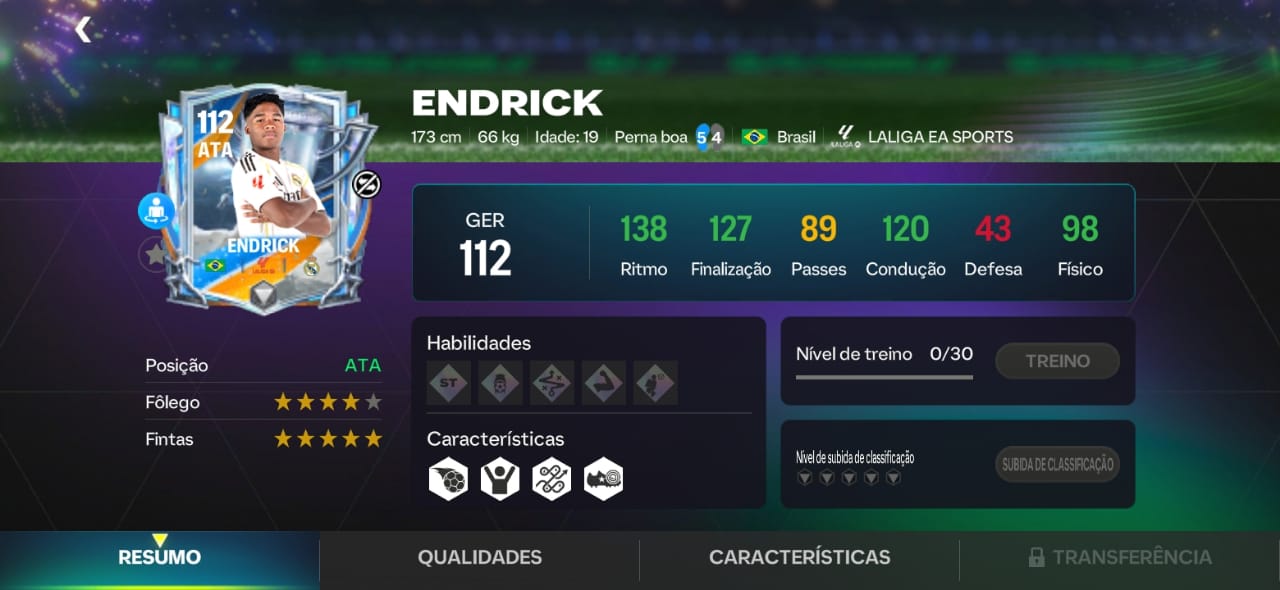 ENDRICK
173 cm 66 kg Idade: 19 Perna boa 5 4 Brasil LALIGA LALIGA EA SPORTS
112
ATA
ENDRICK
GER
112
138 127 89 120 43 98
Ritmo Finalização Passes Condução Defesa Físico
Posição ATA
Fôlego
Fintas
Habilidades
ST
Características
Nível de treino 0/30 TREINO
Nível de subida de classificação SUBIDA DE CLASSIFICAÇÃO
RESUMO QUALIDADES CARACTERÍSTICAS TRANSFERÊNCIA